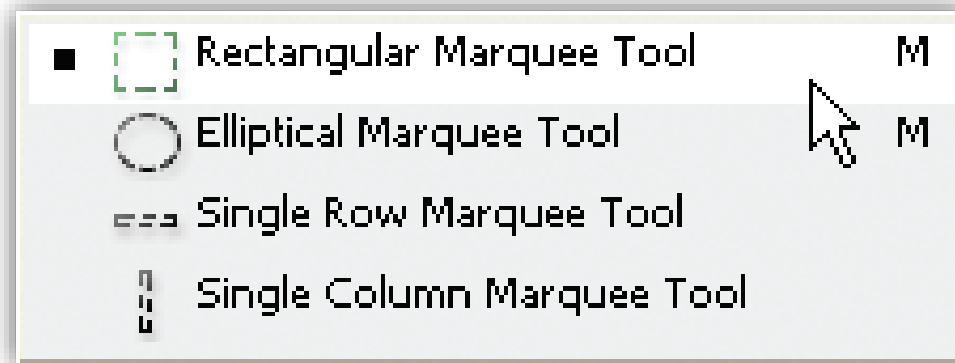 Rectangular Marquee Tool M
Elliptical Marquee Tool M
Single Row Marquee Tool
Single Column Marquee Tool